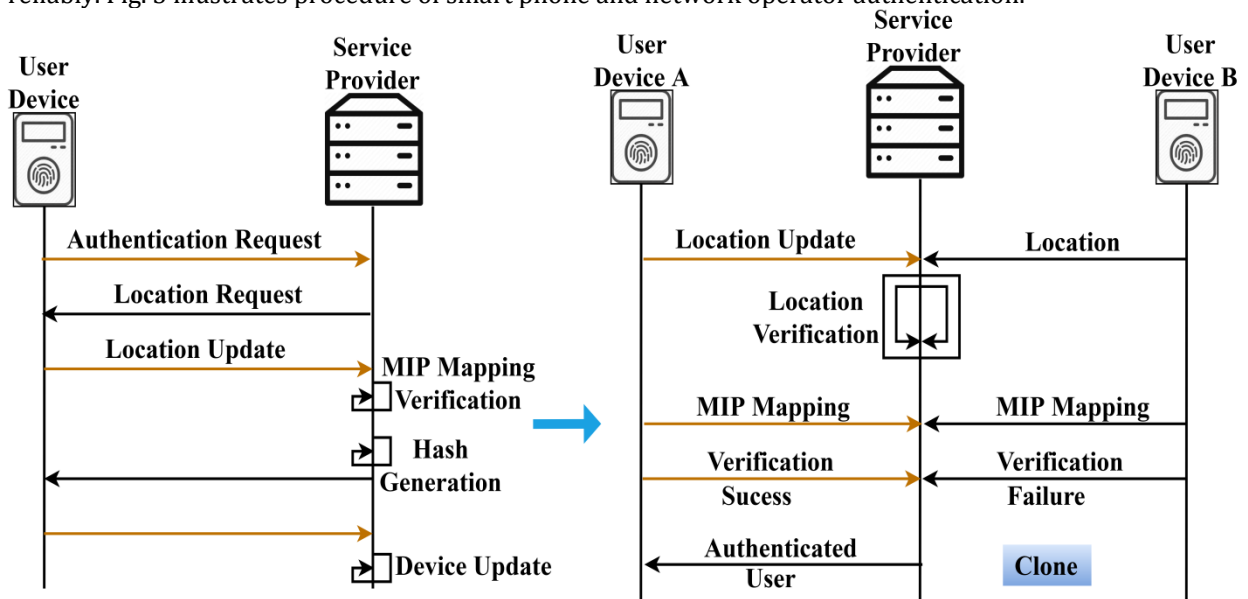 reliably. Fig. 3 illustrates procedure of smart phone and network operator authentication.
User
Device
Service
Provider
Authentication Request
Location Request
Location Update
MIP Mapping
Verification
Hash
Generation
Device Update
User
Device A
Service
Provider
User
Device B
Location Update
Location
Location
Verification
MIP Mapping
MIP Mapping
Verification
Sucess
Verification
Failure
Authenticated
User
Clone